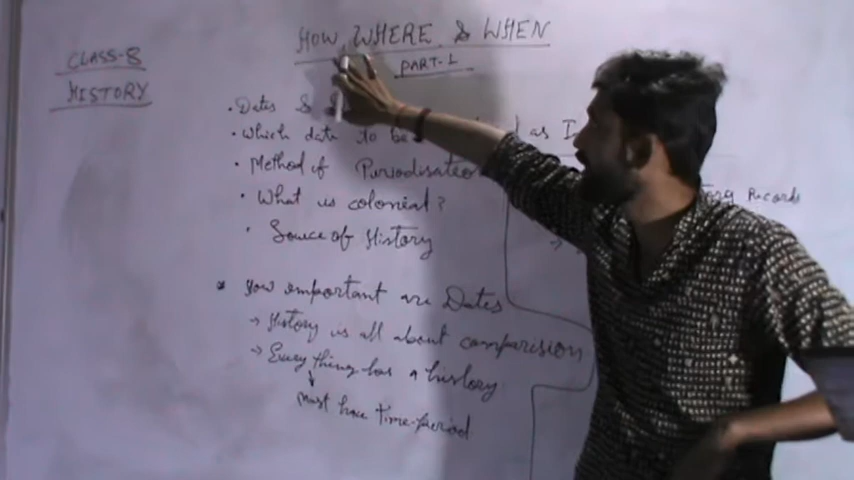 HOW, WHERE & WHEN
PART-1
CLASS-8
HISTORY
• Dates &
• Which date to be as I
• Method of Periodisation
• What is colonial?
• Source of History
ng Records
* How important are Dates
→ History is all about comparision
→ Every thing has a history
↓
Must have time-period